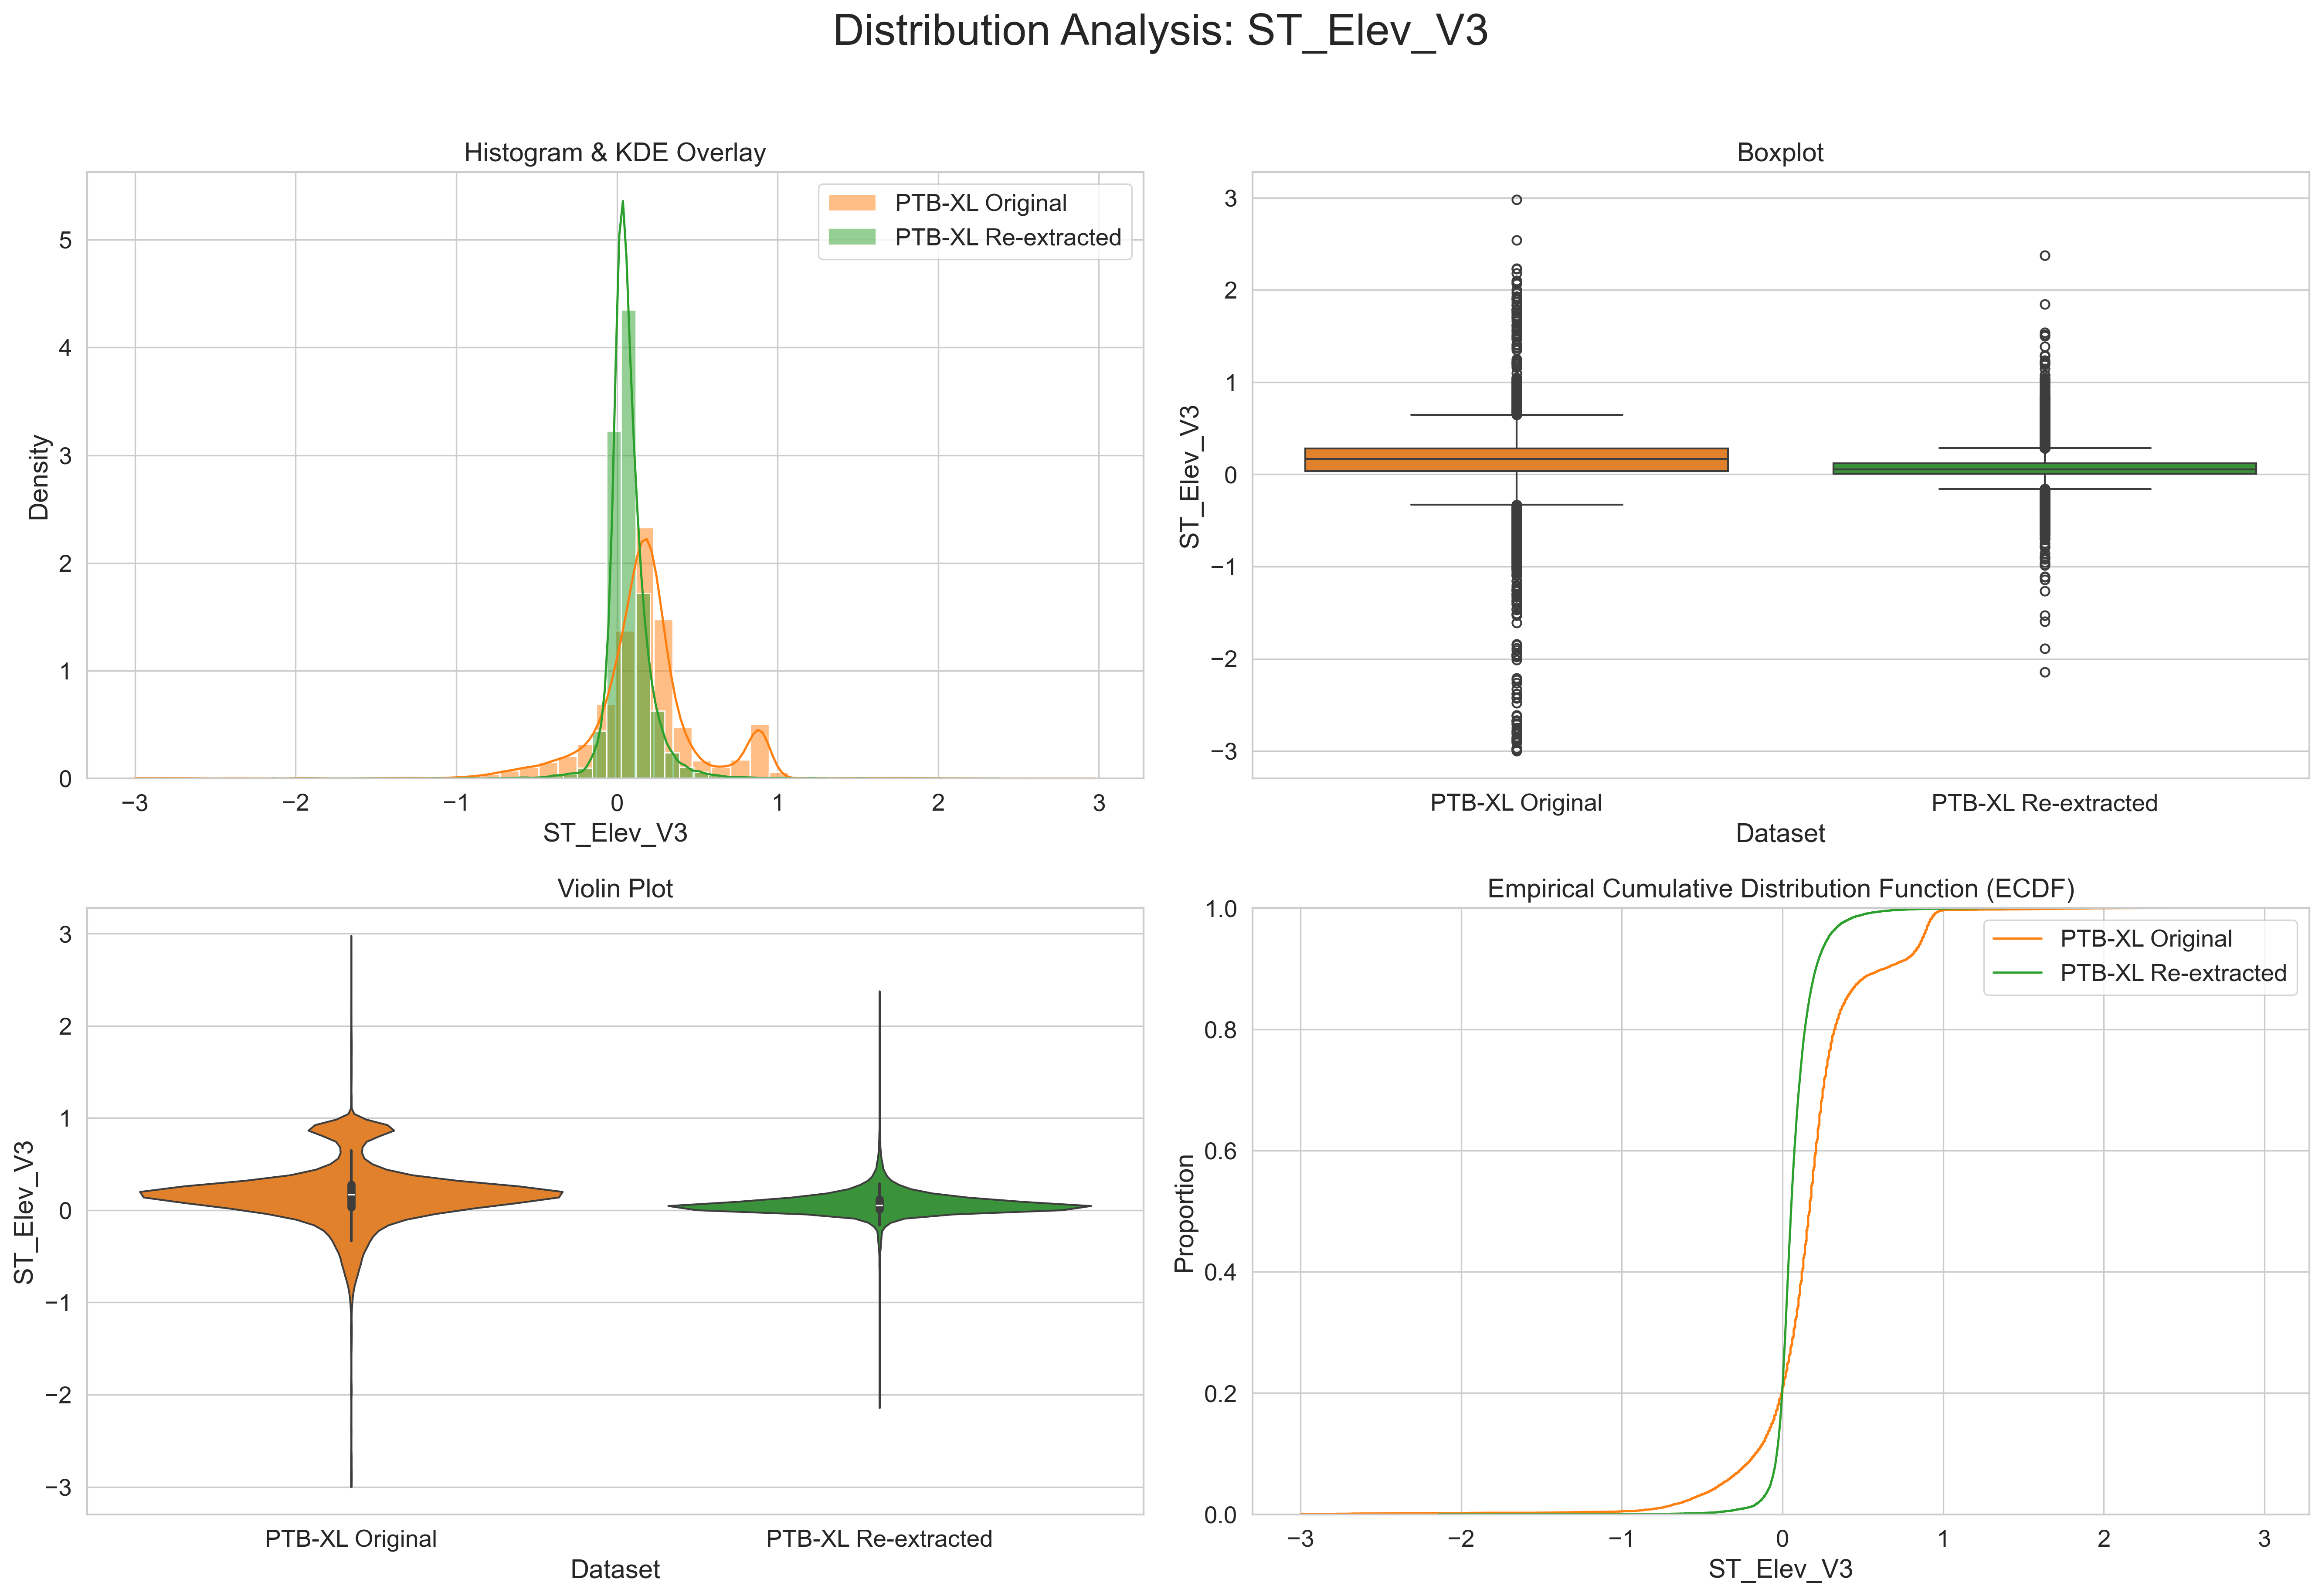 Distribution Analysis: ST_Elev_V3
Histogram & KDE Overlay
PTB-XL Original
PTB-XL Re-extracted
Density
5
4
3
2
1
0
−3 −2 −1 0 1 2 3
ST_Elev_V3
Boxplot
ST_Elev_V3
3
2
1
0
−1
−2
−3
PTB-XL Original PTB-XL Re-extracted
Dataset
Violin Plot
ST_Elev_V3
3
2
1
0
−1
−2
−3
PTB-XL Original PTB-XL Re-extracted
Dataset
Empirical Cumulative Distribution Function (ECDF)
PTB-XL Original
PTB-XL Re-extracted
Proportion
1.0
0.8
0.6
0.4
0.2
0.0
−3 −2 −1 0 1 2 3
ST_Elev_V3